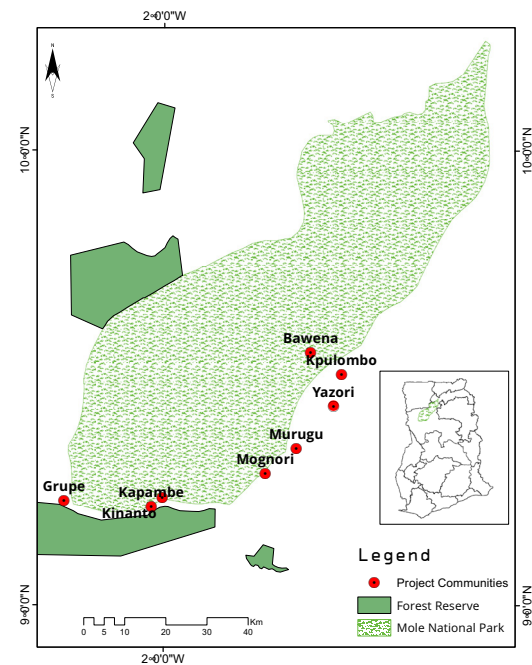 2°0'0"W
N
S
10°0'0"N
10°0'0"N
Bawena
Kpulombo
Yazori
Murugu
Mognori
Grupe
Kapambe
Kinanto
Legend
Project Communities
Forest Reserve
Mole National Park
9°0'0"N
9°0'0"N
Km
0 5 10 20 30 40
2°0'0"W